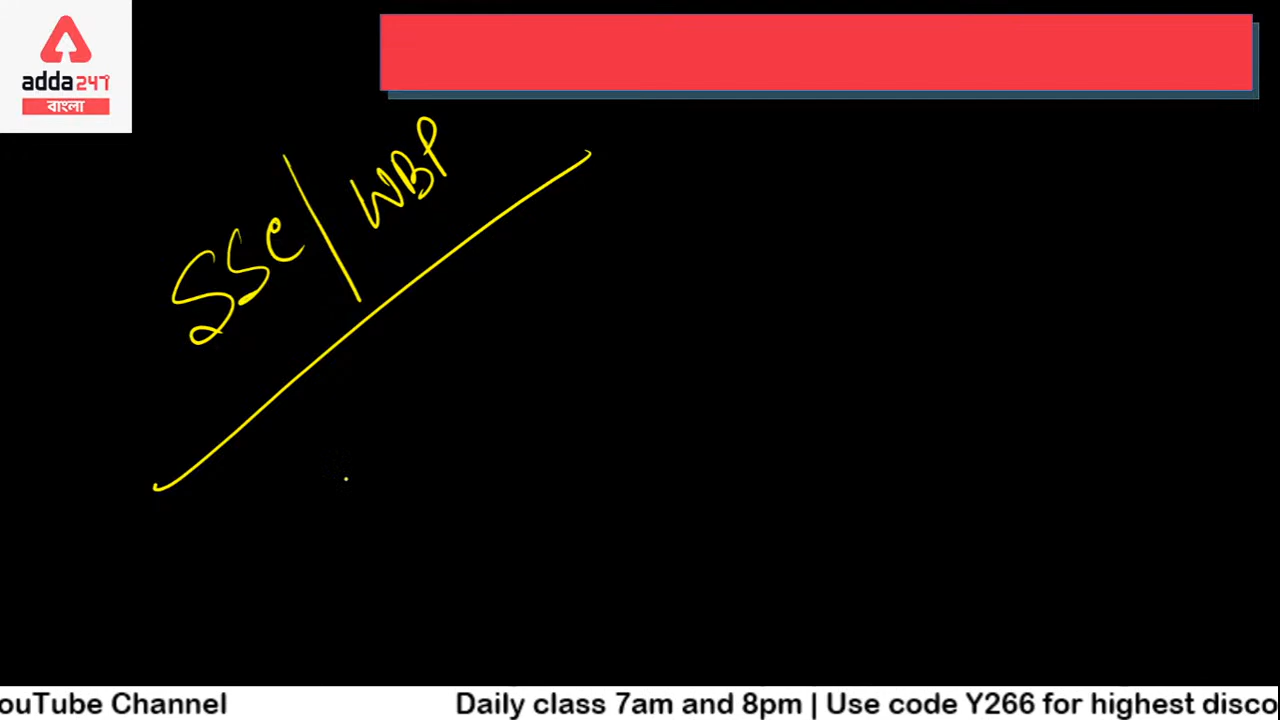 adda247
বাংলা
SSC / WBP
ouTube Channel Daily class 7am and 8pm | Use code Y266 for highest disco